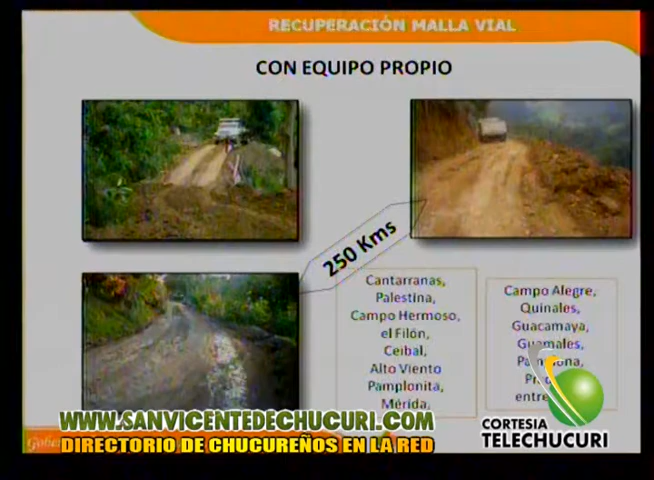 RECUPERACIÓN MALLA VIAL
CON EQUIPO PROPIO
250 Kms
Cantarranas,
Palestina,
Campo Hermoso,
el Filón,
Ceibal,
Alto Viento
Pamplonita,
Mérida,
Campo Alegre,
Quinales,
Guacamaya,
Guamales,
entre
WWW.SANVICENTEDECHUCURI.COM
DIRECTORIO DE CHUCUREÑOS EN LA RED
CORTESIA
TELECHUCURI